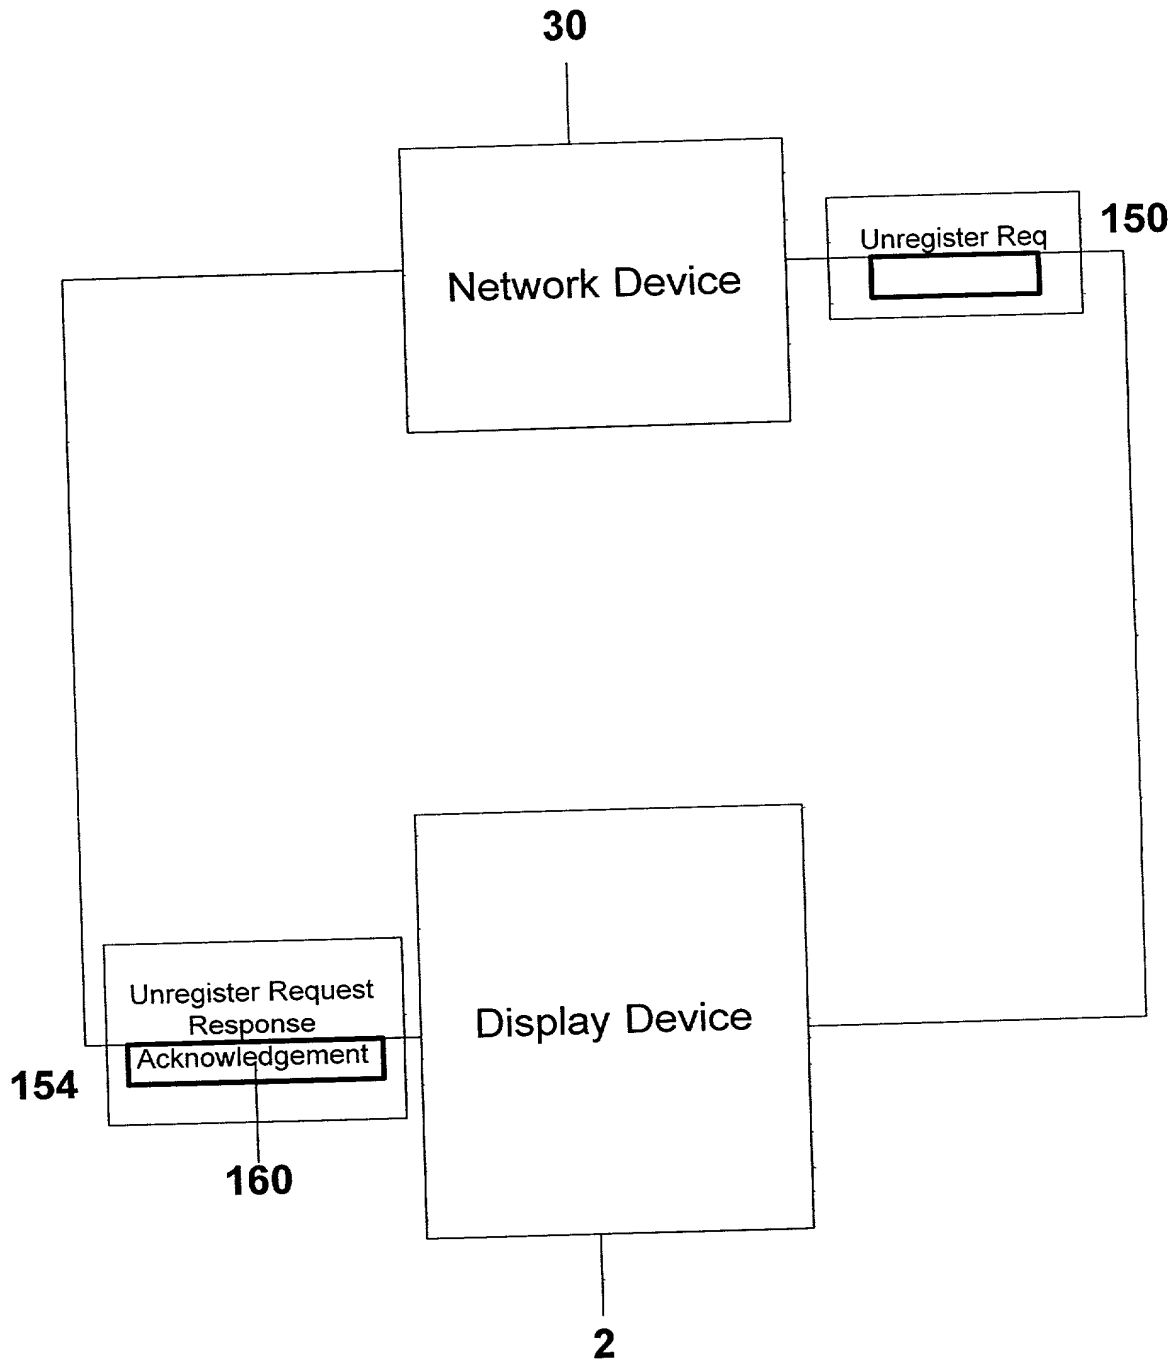 30
150
Unregister Req
Network Device
Unregister Request
Response
Acknowledgement
Display Device
154
160
2